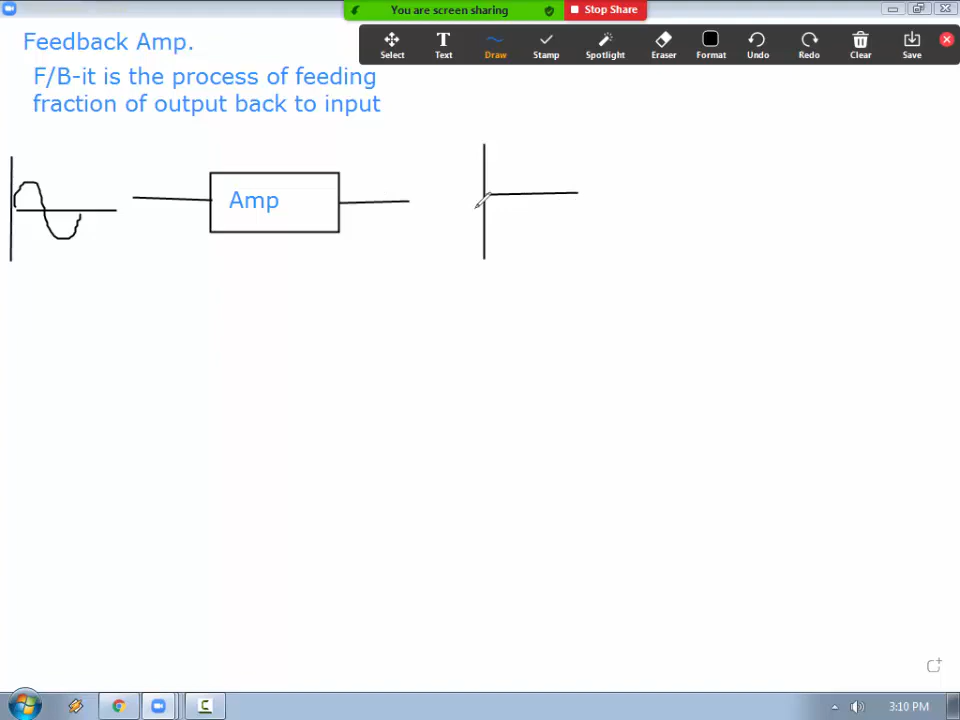 You are screen sharing
Stop Share
Feedback Amp.
Select
Text
Draw
Stamp
Spotlight
Eraser
Format
Undo
Redo
Clear
Save
F/B-it is the process of feeding
fraction of output back to input
Amp
3:10 PM